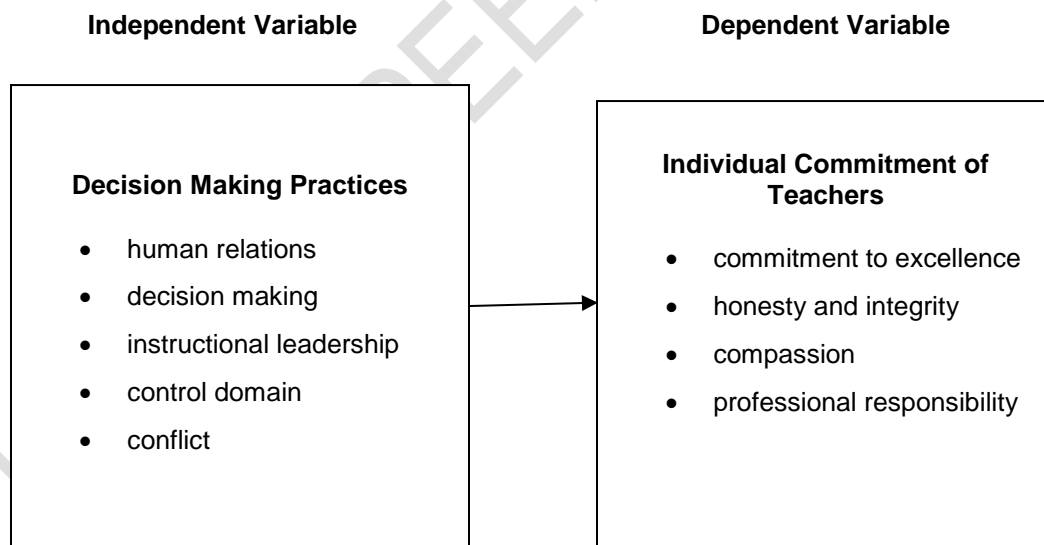 Independent Variable
Dependent Variable
Decision Making Practices
• human relations
• decision making
• instructional leadership
• control domain
• conflict
Individual Commitment of
Teachers
• commitment to excellence
• honesty and integrity
• compassion
• professional responsibility